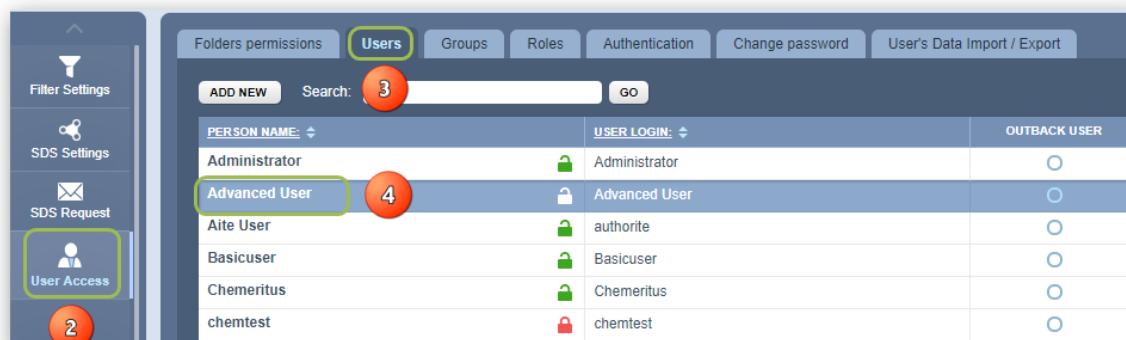 Filter Settings
SDS Settings
SDS Request
User Access
2
Folders permissions Users Groups Roles Authentication Change password User's Data Import / Export
3
ADD NEW Search: GO
PERSON NAME: USER LOGIN: OUTBACK USER
Administrator Administrator
Advanced User 4 Advanced User
Aite User authorite
Basicuser Basicuser
Chemeritus Chemeritus
chemtest chemtest